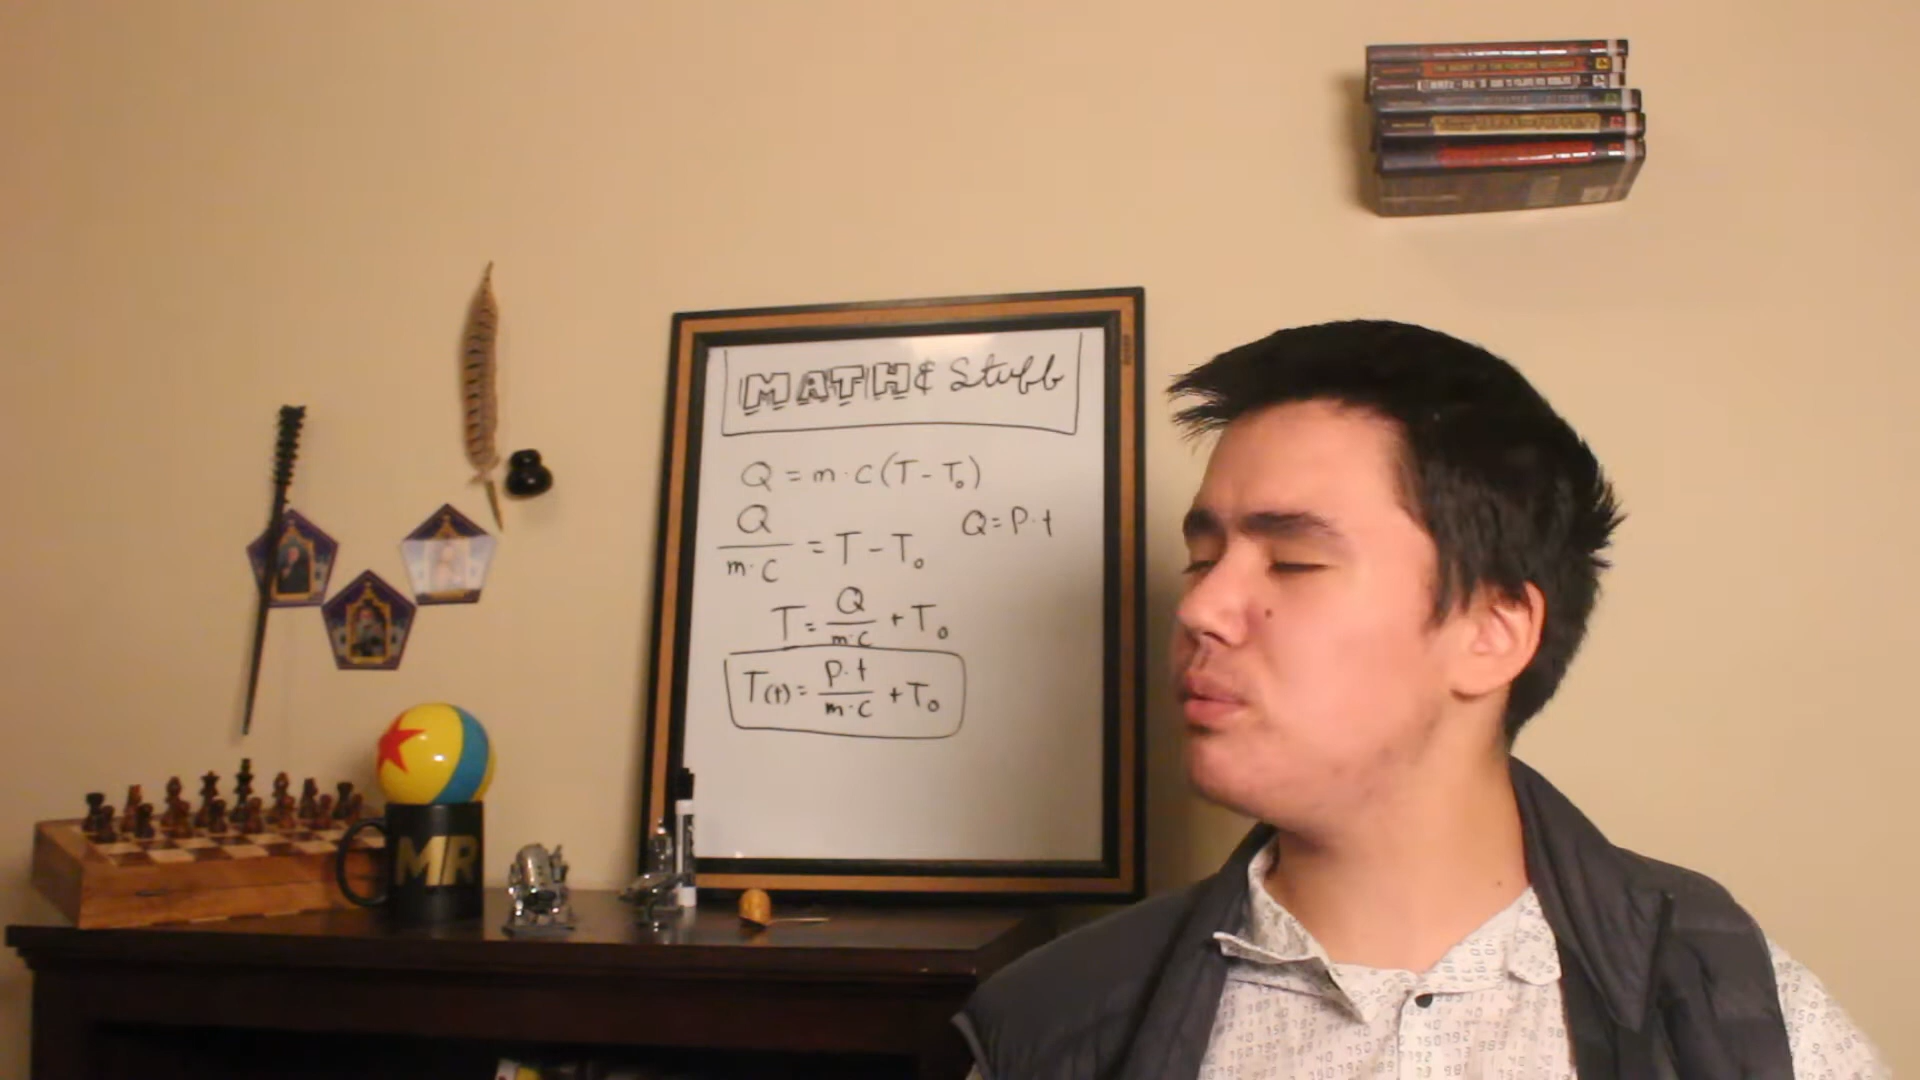 MATH & Stuff
Q = m · c (T - T₀)
Q / m · c = T - T₀
Q = P · t
T = Q / m · c + T₀
T(t) = P · t / m · c + T₀
MR